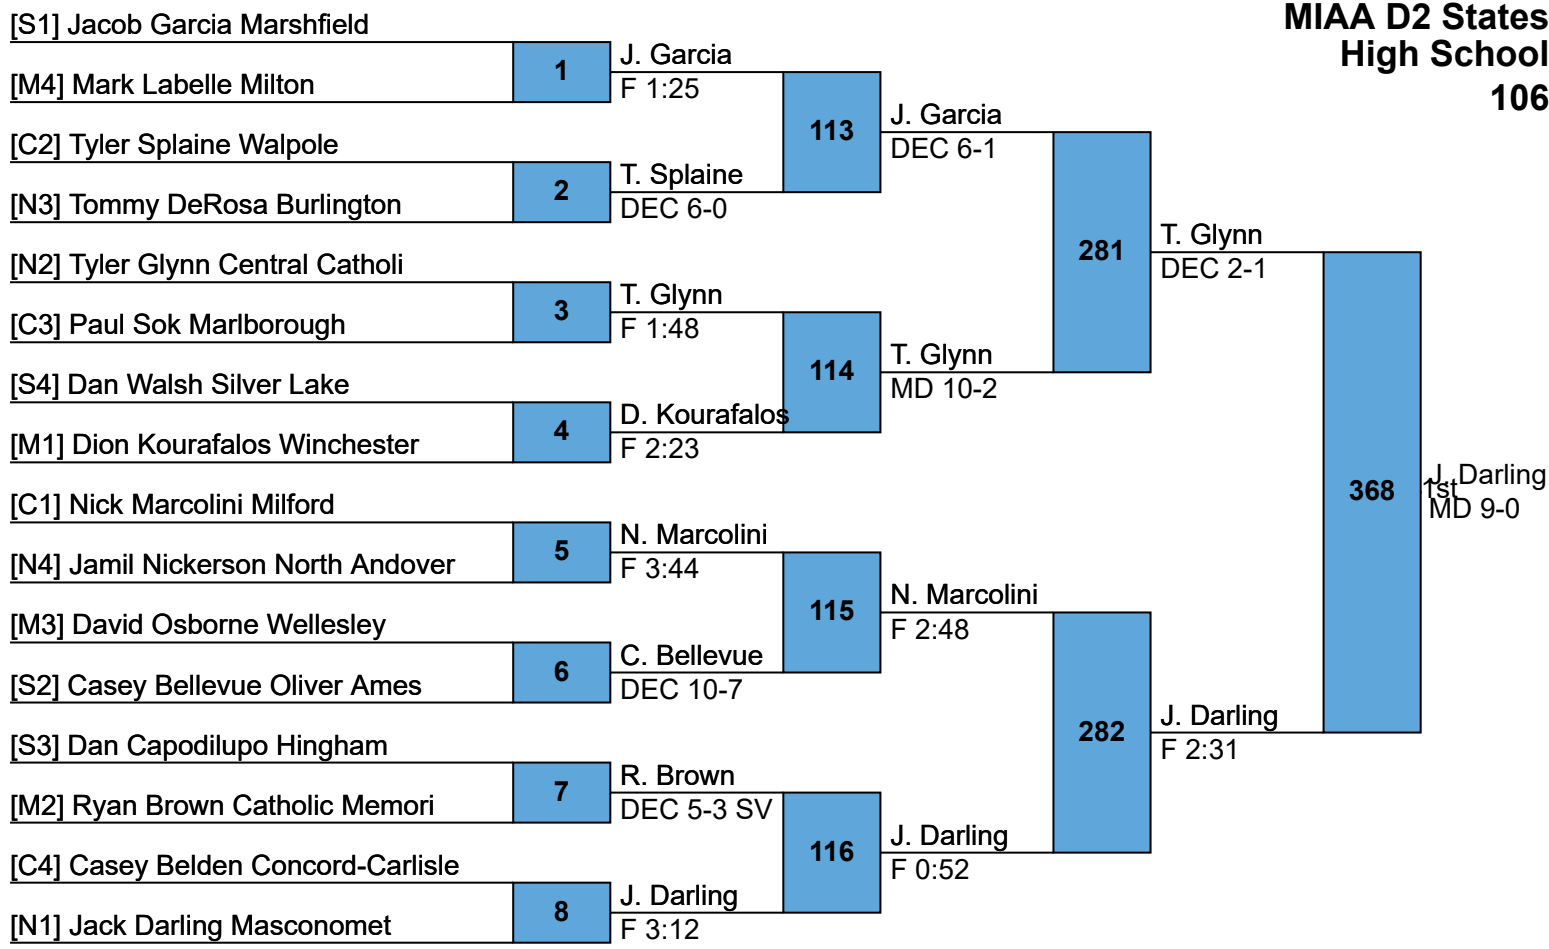 MIAA D2 States
High School
106
[S1] Jacob Garcia Marshfield
[M4] Mark Labelle Milton
[C2] Tyler Splaine Walpole
[N3] Tommy DeRosa Burlington
[N2] Tyler Glynn Central Catholi
[C3] Paul Sok Marlborough
[S4] Dan Walsh Silver Lake
[M1] Dion Kourafalos Winchester
[C1] Nick Marcolini Milford
[N4] Jamil Nickerson North Andover
[M3] David Osborne Wellesley
[S2] Casey Bellevue Oliver Ames
[S3] Dan Capodilupo Hingham
[M2] Ryan Brown Catholic Memori
[C4] Casey Belden Concord-Carlisle
[N1] Jack Darling Masconomet
1
2
3
4
5
6
7
8
J. Garcia
F 1:25
T. Splaine
DEC 6-0
T. Glynn
F 1:48
D. Kourafalos
F 2:23
N. Marcolini
F 3:44
C. Bellevue
DEC 10-7
R. Brown
DEC 5-3 SV
J. Darling
F 3:12
113
114
115
116
J. Garcia
DEC 6-1
T. Glynn
MD 10-2
N. Marcolini
F 2:48
J. Darling
F 0:52
281
282
T. Glynn
DEC 2-1
J. Darling
F 2:31
368
J. Darling
1st
MD 9-0